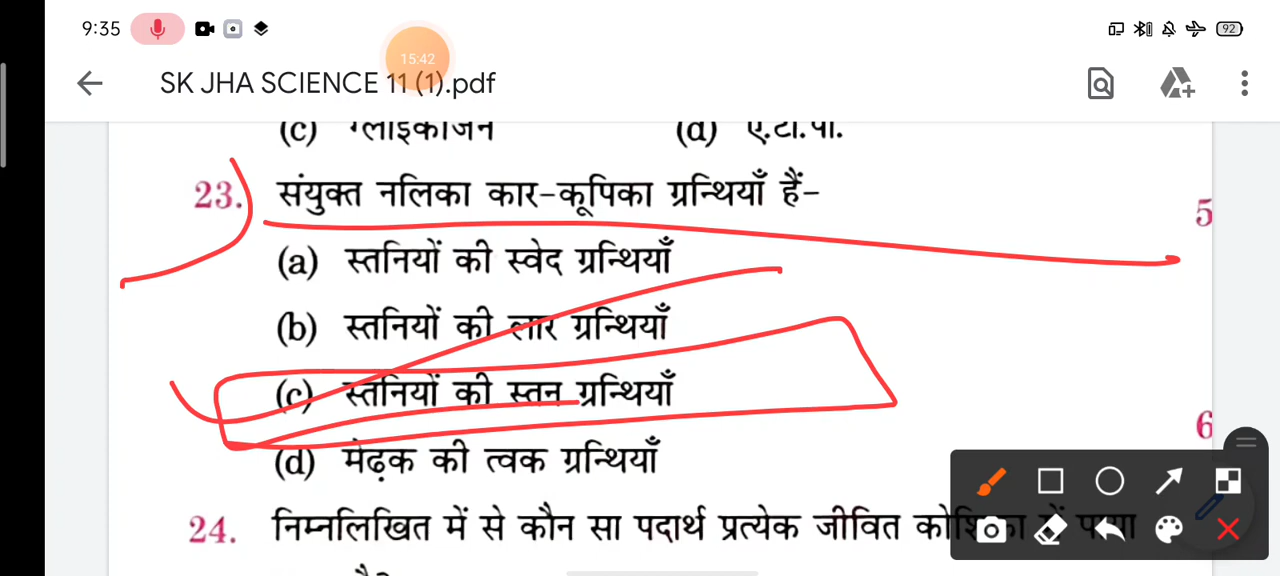 9:35
92
15:42
SK JHA SCIENCE 11 (1).pdf
(c) ग्लाइकोजन (d) ए.टी.पी.
23. संयुक्त नलिका कार-कूपिका ग्रन्थियाँ हैं-
5
(a) स्तनियों की स्वेद ग्रन्थियाँ
(b) स्तनियों की लार ग्रन्थियाँ
(c) स्तनियों की स्तन ग्रन्थियाँ
6
(d) मेढ़क की त्वक ग्रन्थियाँ
24. निम्नलिखित में से कौन सा पदार्थ प्रत्येक जीवित कोशिका में पाया